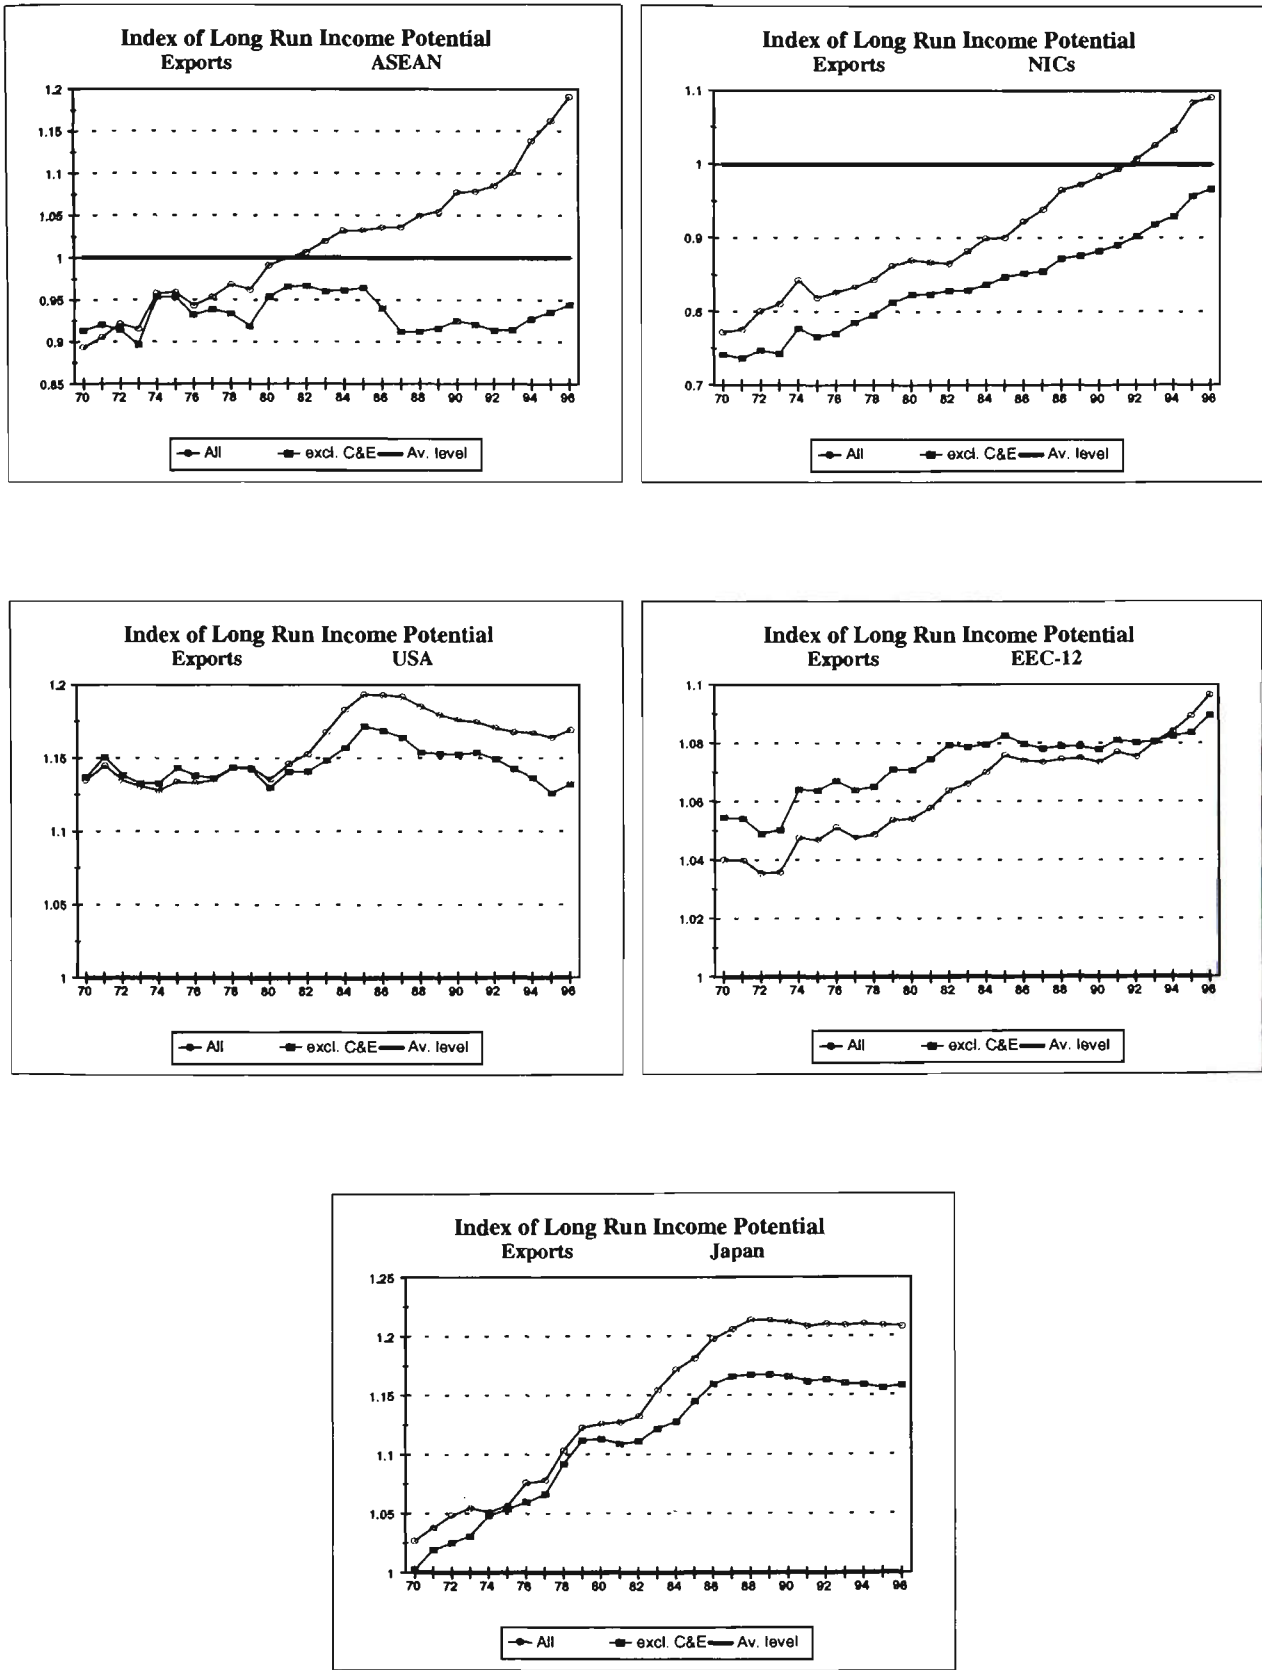 Index of Long Run Income Potential
Exports ASEAN
1.2
1.15
1.1
1.05
1
0.95
0.9
0.85
70 72 74 76 78 80 82 84 86 88 90 92 94 96
All excl. C&E Av. level
Index of Long Run Income Potential
Exports NICs
1.1
1
0.9
0.8
0.7
70 72 74 76 78 80 82 84 86 88 90 92 94 96
All excl. C&E Av. level
Index of Long Run Income Potential
Exports USA
1.2
1.15
1.1
1.05
1
70 72 74 76 78 80 82 84 86 88 90 92 94 96
All excl. C&E Av. level
Index of Long Run Income Potential
Exports EEC-12
1.1
1.08
1.06
1.04
1.02
1
70 72 74 76 78 80 82 84 86 88 90 92 94 96
All excl. C&E Av. level
Index of Long Run Income Potential
Exports Japan
1.25
1.2
1.15
1.1
1.05
1
70 72 74 76 78 80 82 84 86 88 90 92 94 96
All excl. C&E Av. level